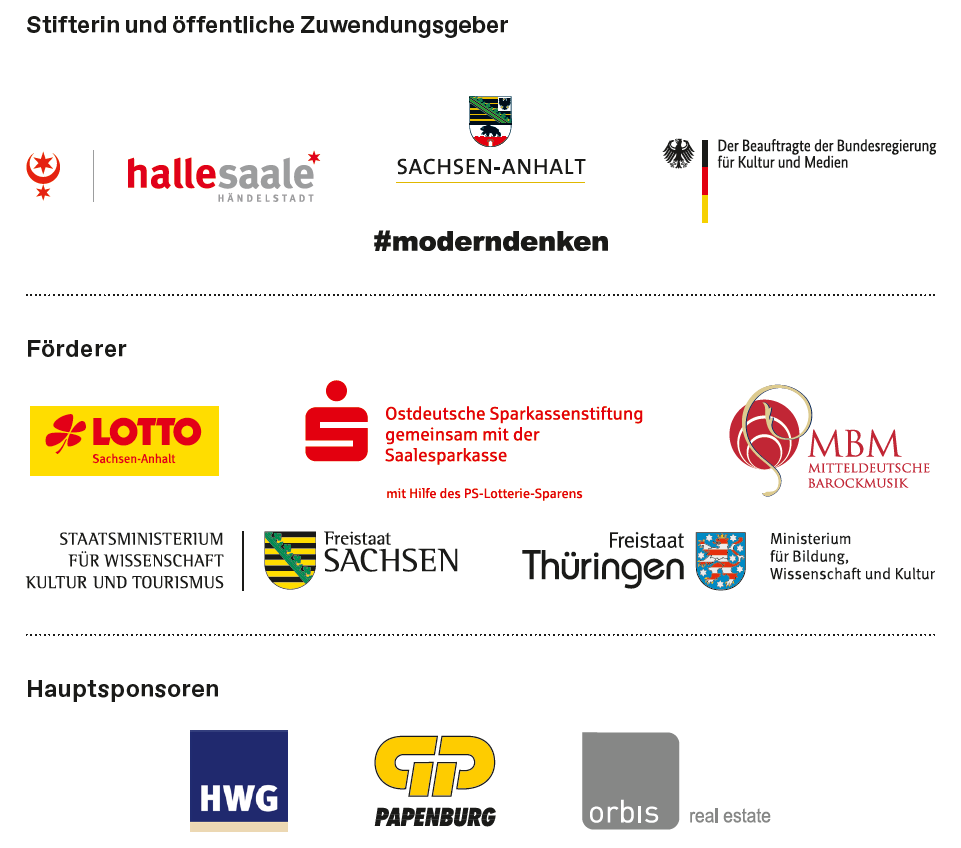 Stifterin und öffentliche Zuwendungsgeber
hallesaale
HÄNDELSTADT
SACHSEN-ANHALT
#moderndenken
Der Beauftragte der Bundesregierung
für Kultur und Medien
Förderer
LOTTO
Sachsen-Anhalt
Ostdeutsche Sparkassenstiftung
gemeinsam mit der
Saalesparkasse
mit Hilfe des PS-Lotterie-Sparens
MBM
MITTELDEUTSCHE
BAROCKMUSIK
STAATSMINISTERIUM
FÜR WISSENSCHAFT
KULTUR UND TOURISMUS
Freistaat
SACHSEN
Freistaat
Thüringen
Ministerium
für Bildung,
Wissenschaft und Kultur
Hauptsponsoren
HWG
GP
PAPENBURG
orbis
real estate